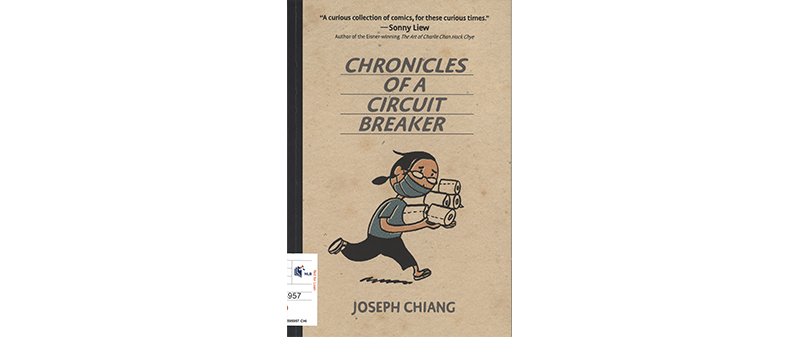 "A curious collection of comics, for these curious times."
—Sonny Liew
Author of the Eisner-winning The Art of Charlie Chan Hock Chye
CHRONICLES
OF A
CIRCUIT
BREAKER
NLB
957
JOSEPH CHIANG